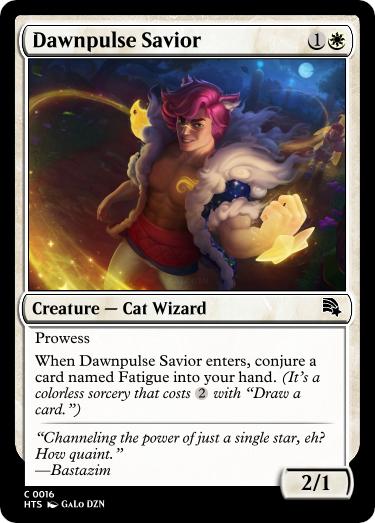 Dawnpulse Savior 1
Creature — Cat Wizard
Prowess
When Dawnpulse Savior enters, conjure a
card named Fatigue into your hand. (It's a
colorless sorcery that costs 2 with “Draw a
card.”)
“Channeling the power of just a single star, eh?
How quaint.”
—Bastazim
2/1
C 0016
HTS GALO DZN